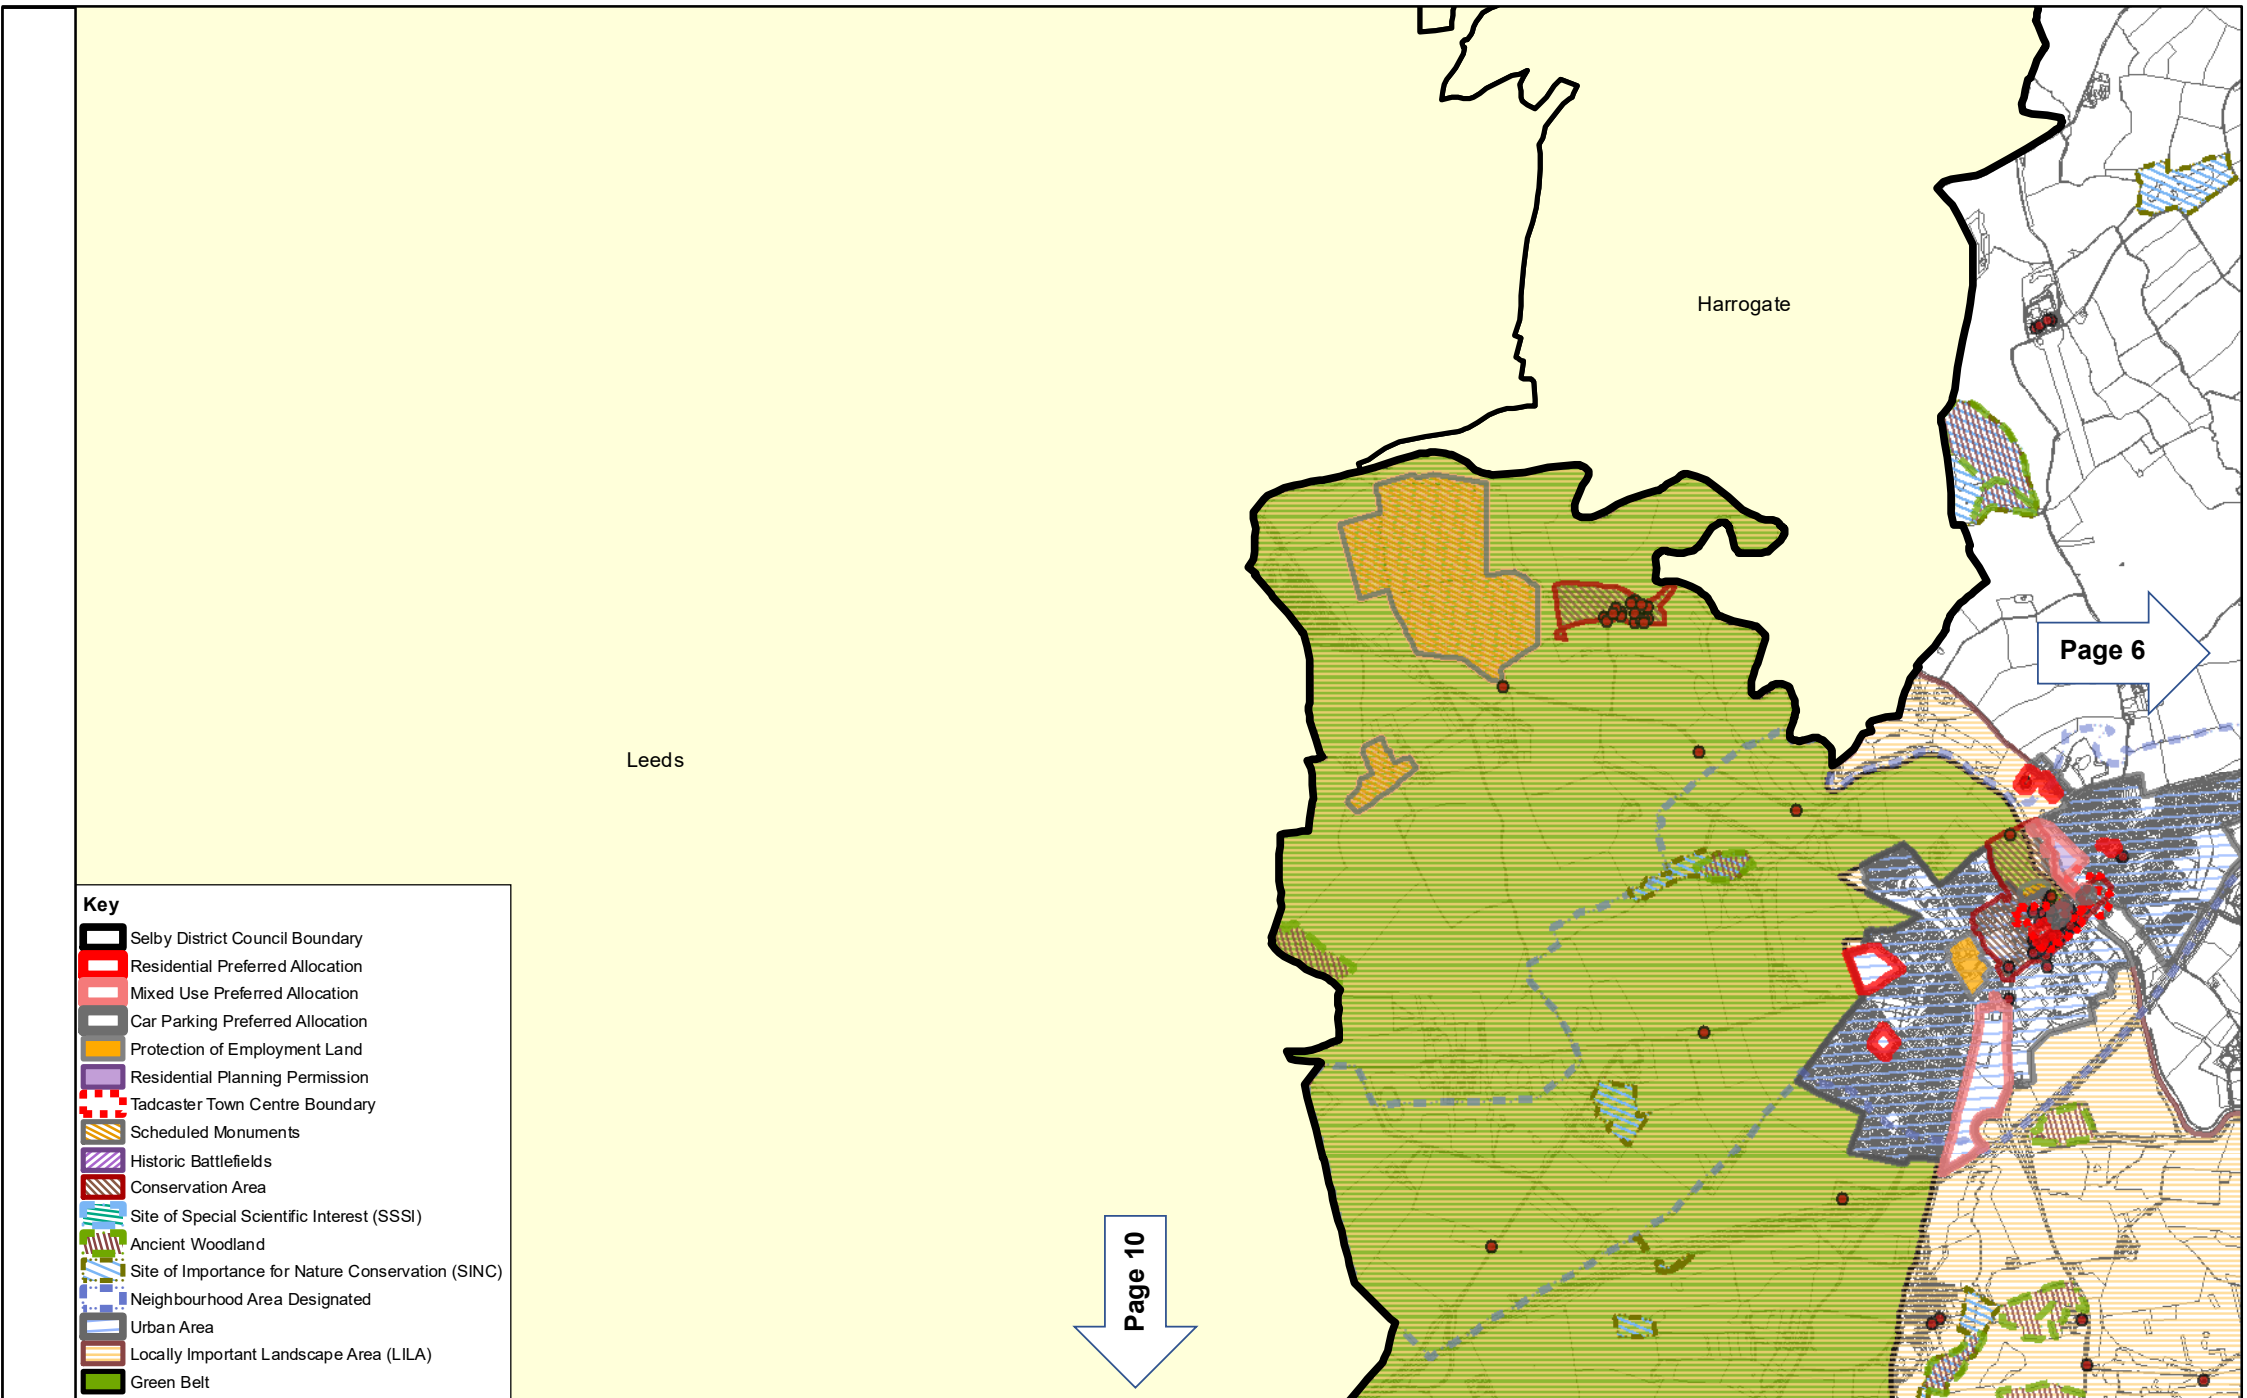 Harrogate
Page 6
Leeds
Key
Selby District Council Boundary
Residential Preferred Allocation
Mixed Use Preferred Allocation
Car Parking Preferred Allocation
Protection of Employment Land
Residential Planning Permission
Tadcaster Town Centre Boundary
Scheduled Monuments
Historic Battlefields
Conservation Area
Site of Special Scientific Interest (SSSI)
Ancient Woodland
Site of Importance for Nature Conservation (SINC)
Neighbourhood Area Designated
Urban Area
Locally Important Landscape Area (LILA)
Green Belt
Page 10